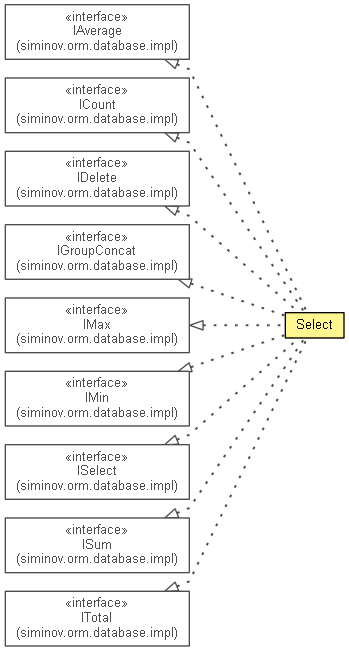 «interface»
IAverage
(siminov.orm.database.impl)
«interface»
ICount
(siminov.orm.database.impl)
«interface»
IDelete
(siminov.orm.database.impl)
«interface»
IGroupConcat
(siminov.orm.database.impl)
«interface»
IMax
(siminov.orm.database.impl)
Select
«interface»
IMin
(siminov.orm.database.impl)
«interface»
ISelect
(siminov.orm.database.impl)
«interface»
ISum
(siminov.orm.database.impl)
«interface»
ITotal
(siminov.orm.database.impl)